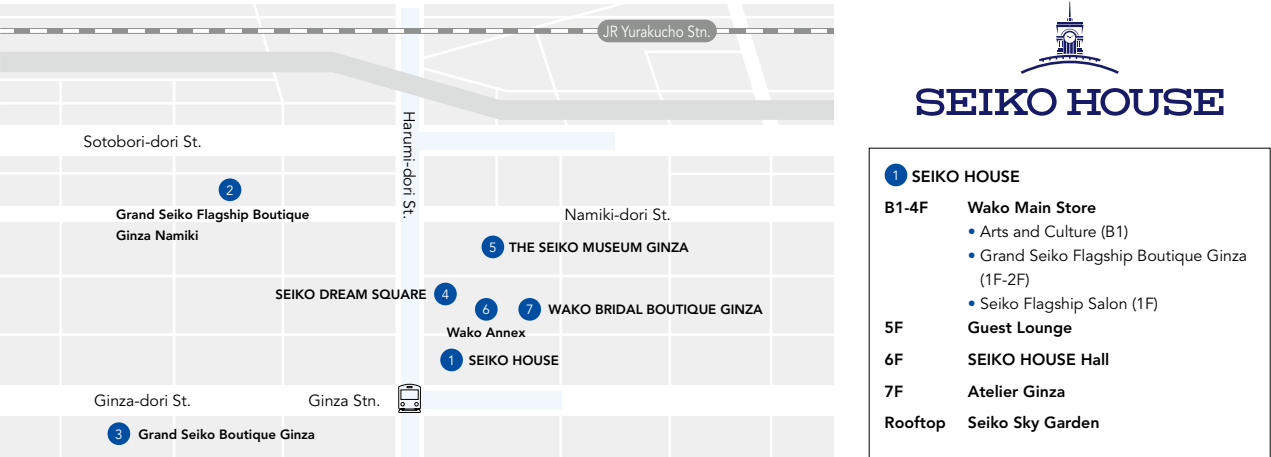 JR Yurakucho Stn.
Harumi-dori St.
Sotobori-dori St.
2
Grand Seiko Flagship Boutique
Ginza Namiki
Namiki-dori St.
5 THE SEIKO MUSEUM GINZA
SEIKO DREAM SQUARE 4
6
Wako Annex
7 WAKO BRIDAL BOUTIQUE GINZA
1 SEIKO HOUSE
Ginza-dori St.
Ginza Stn.
3 Grand Seiko Boutique Ginza
SEIKO HOUSE
1 SEIKO HOUSE
B1-4F Wako Main Store
• Arts and Culture (B1)
• Grand Seiko Flagship Boutique Ginza
(1F-2F)
• Seiko Flagship Salon (1F)
5F Guest Lounge
6F SEIKO HOUSE Hall
7F Atelier Ginza
Rooftop Seiko Sky Garden